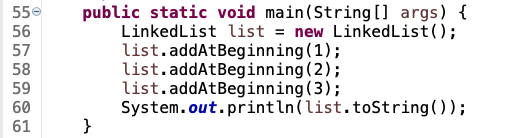 55 public static void main(String[] args) {
56 LinkedList list = new LinkedList();
57 list.addAtBeginning(1);
58 list.addAtBeginning(2);
59 list.addAtBeginning(3);
60 System.out.println(list.toString());
61 }